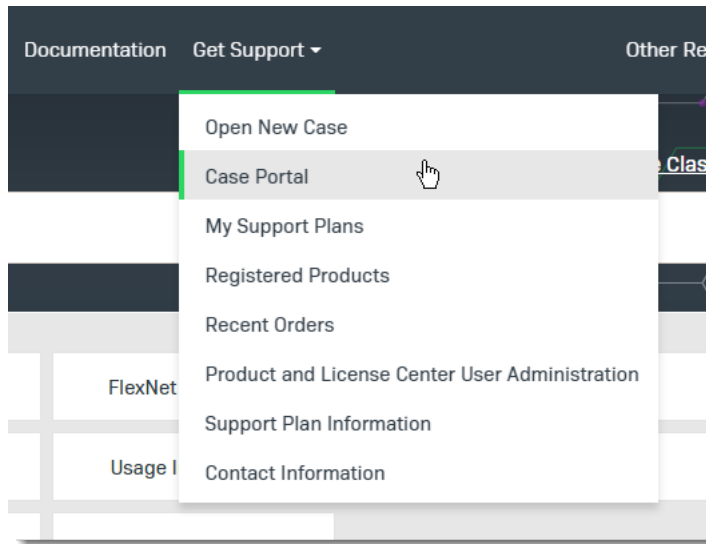 Documentation Get Support Other Re
Open New Case
Clas
Case Portal
My Support Plans
Registered Products
Recent Orders
Product and License Center User Administration
FlexNet
Support Plan Information
Usage I
Contact Information